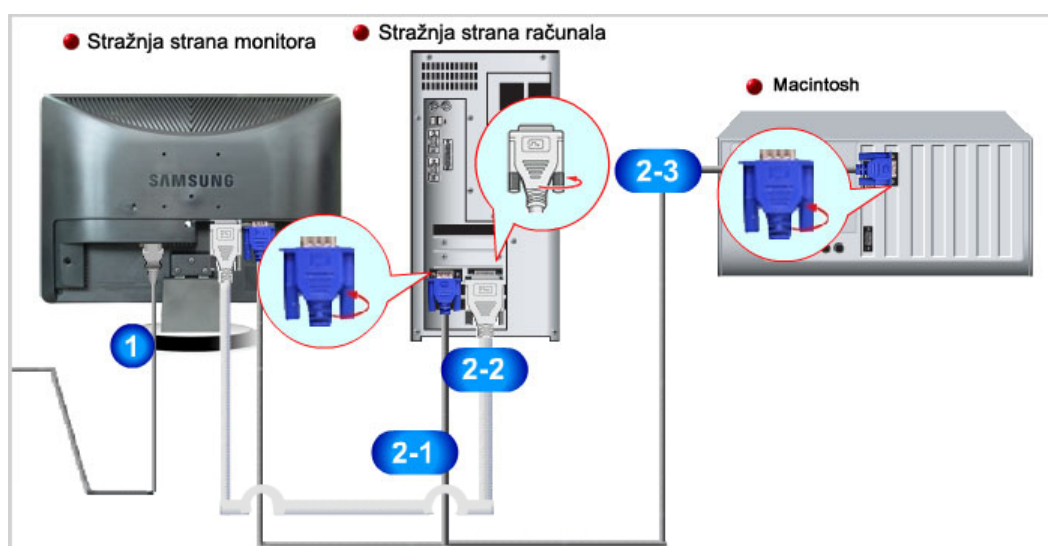 Stražnja strana monitora
Stražnja strana računala
Macintosh
SAMSUNG
2-3
1
2-2
2-1